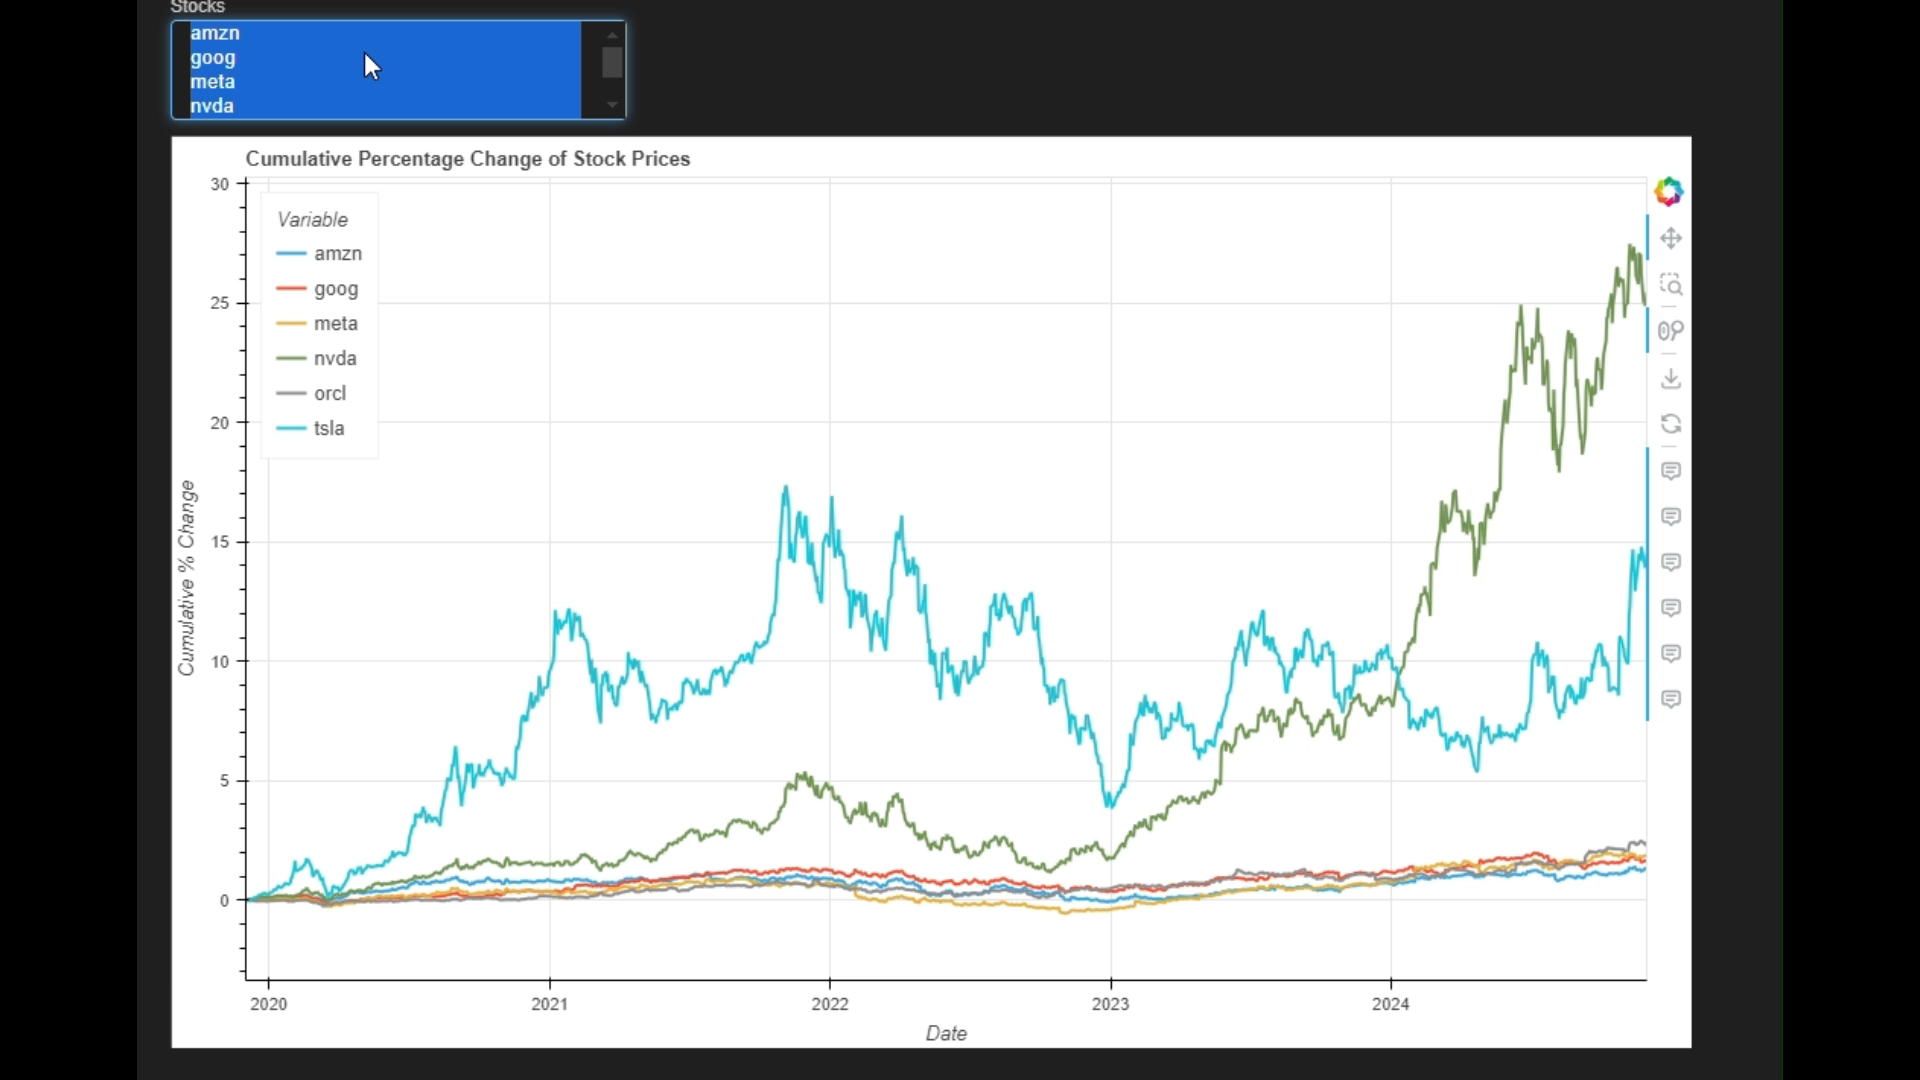 Stocks
amzn
goog
meta
nvda
Cumulative Percentage Change of Stock Prices
30
25
20
15
10
5
0
Cumulative % Change
Variable
amzn
goog
meta
nvda
orcl
tsla
2020
2021
2022
2023
2024
Date